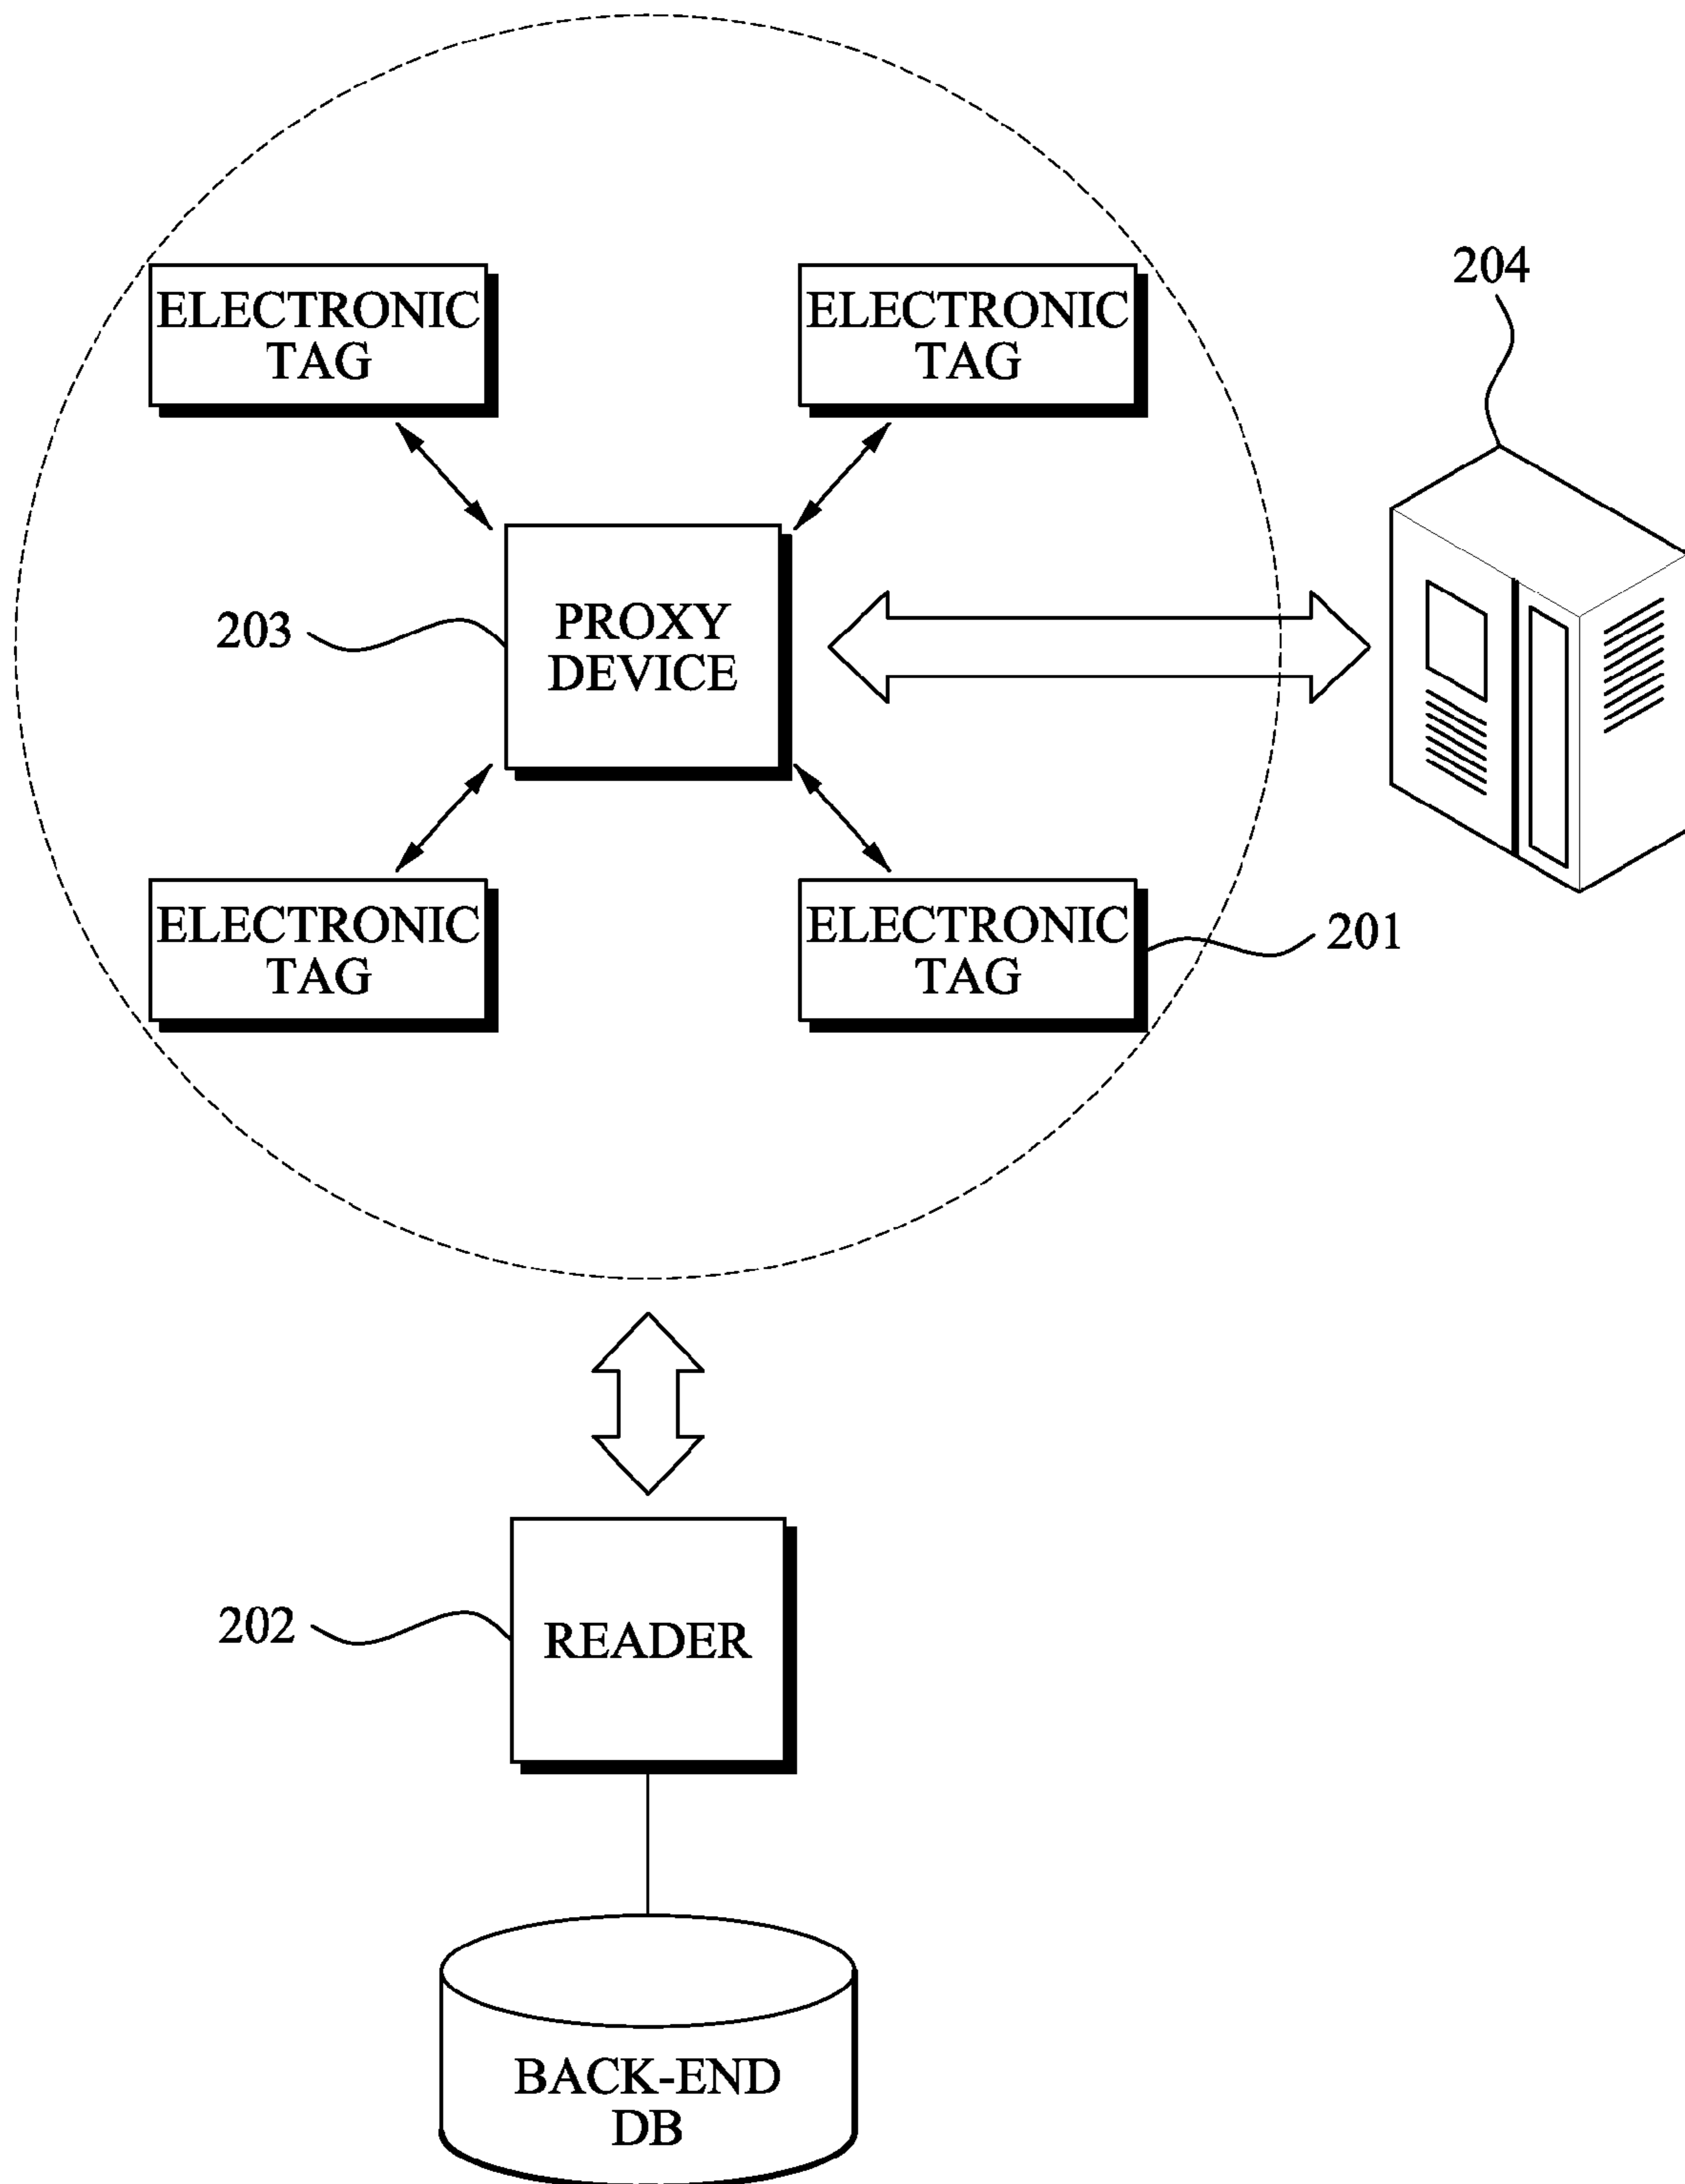 ELECTRONIC
TAG
ELECTRONIC
TAG
204
203
PROXY
DEVICE
ELECTRONIC
TAG
ELECTRONIC
TAG
201
202
READER
BACK-END
DB